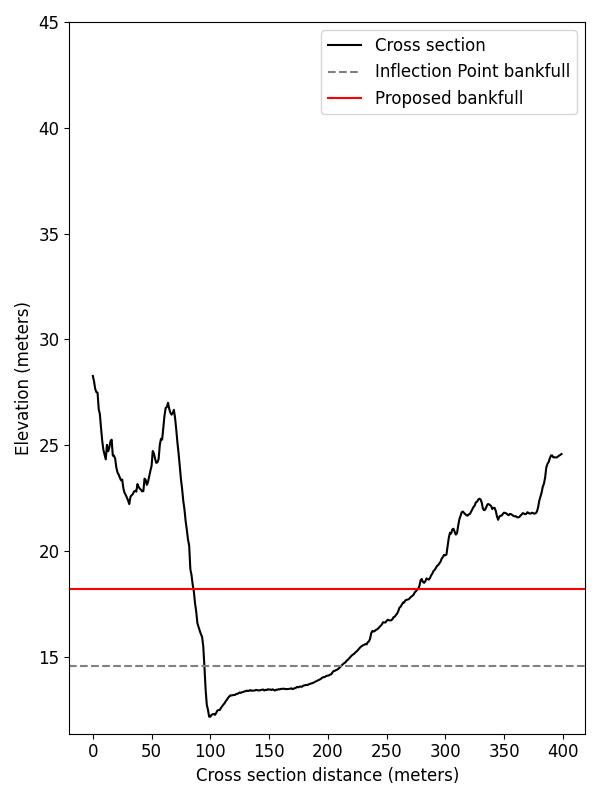 45
40
35
30
25
20
15
Elevation (meters)
Cross section
Inflection Point bankfull
Proposed bankfull
0 50 100 150 200 250 300 350 400
Cross section distance (meters)